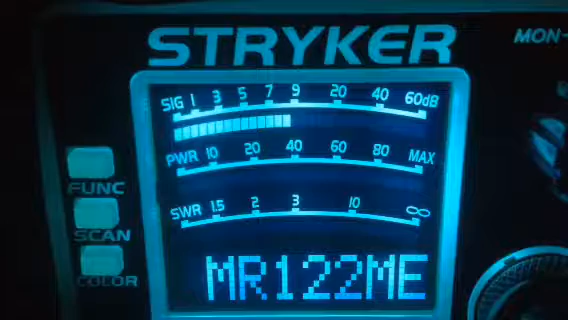 STRYKER
MON-
SIG 1 3 5 7 9 20 40 60dB
PWR 10 20 40 60 80 MAX
FUNC
SWR 1.5 2 3 10 ∞
SCAN
COLOR
MR122ME